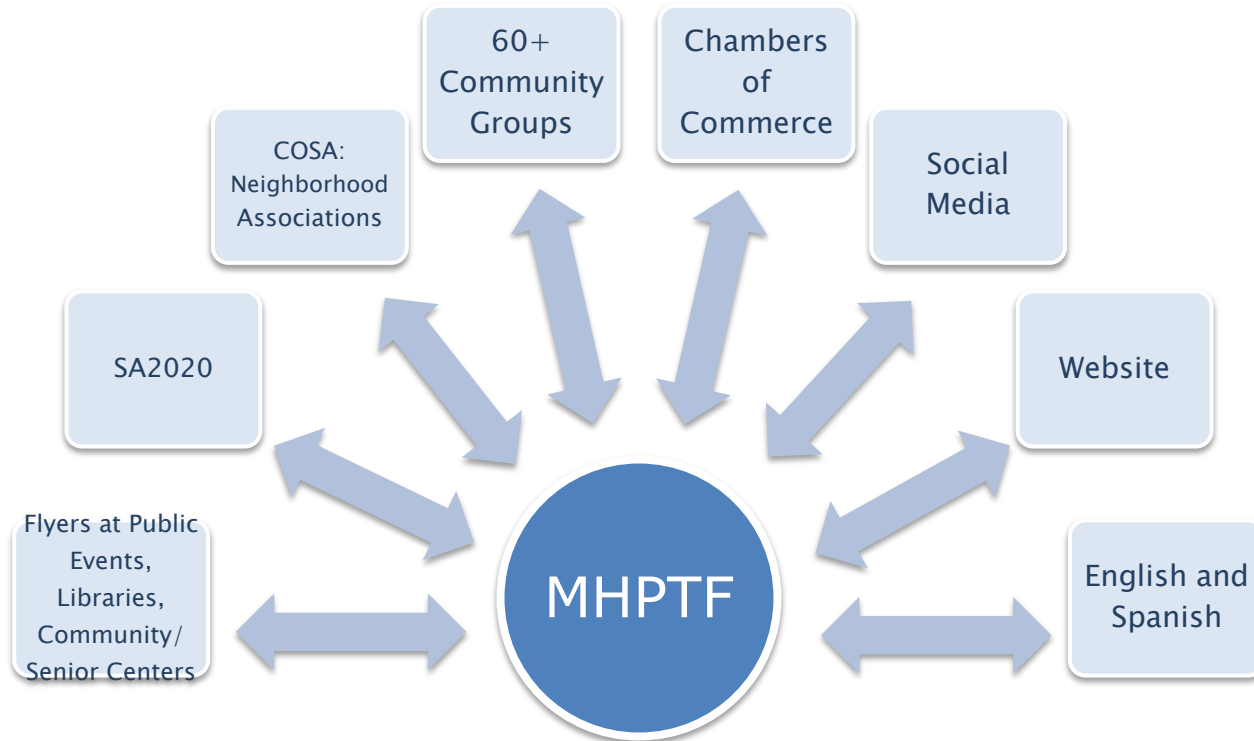 60+
Community
Groups
Chambers
of
Commerce
COSA:
Neighborhood
Associations
Social
Media
SA2020
Website
Flyers at Public
Events,
Libraries,
Community/
Senior Centers
MHPTF
English and
Spanish